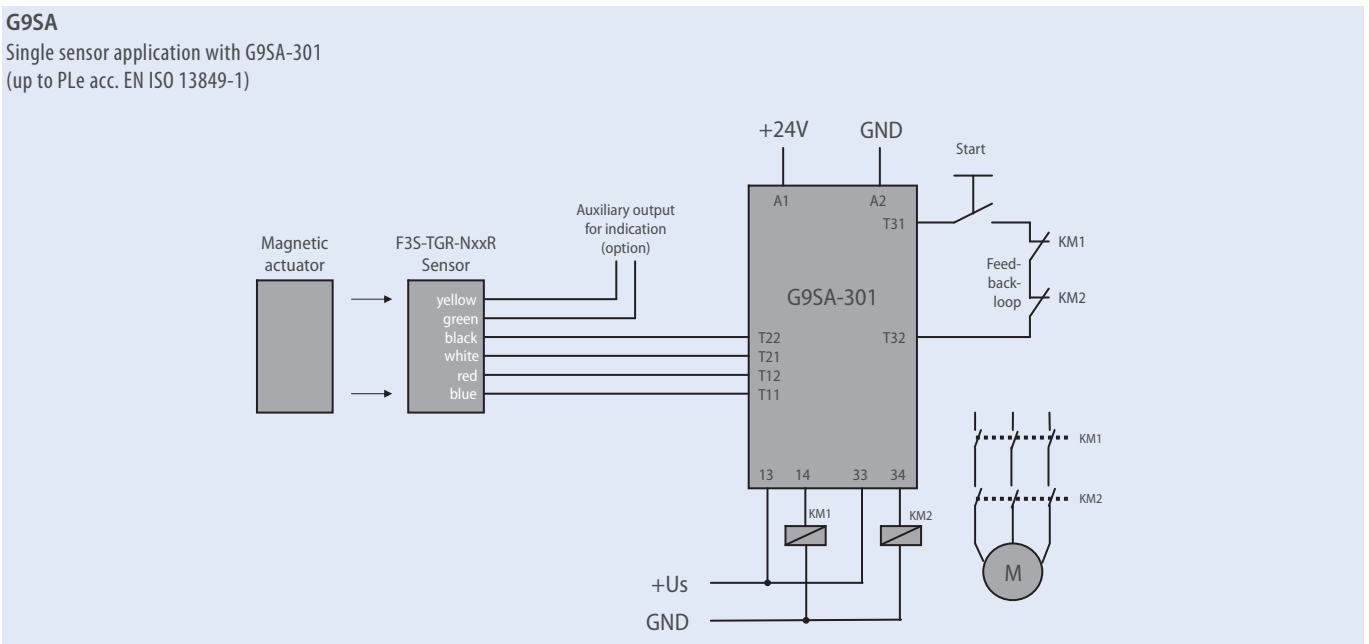 G9SA
Single sensor application with G9SA-301
(up to PLe acc. EN ISO 13849-1)
+24V
GND
Start
A1
A2
T31
Auxiliary output
for indication
(option)
Magnetic
actuator
F3S-TGR-NxxR
Sensor
KM1
Feed-
back-
loop
KM2
yellow
green
black
white
red
blue
G9SA-301
T22
T21
T12
T11
T32
KM1
KM2
M
13
14
33
34
KM1
KM2
+Us
GND